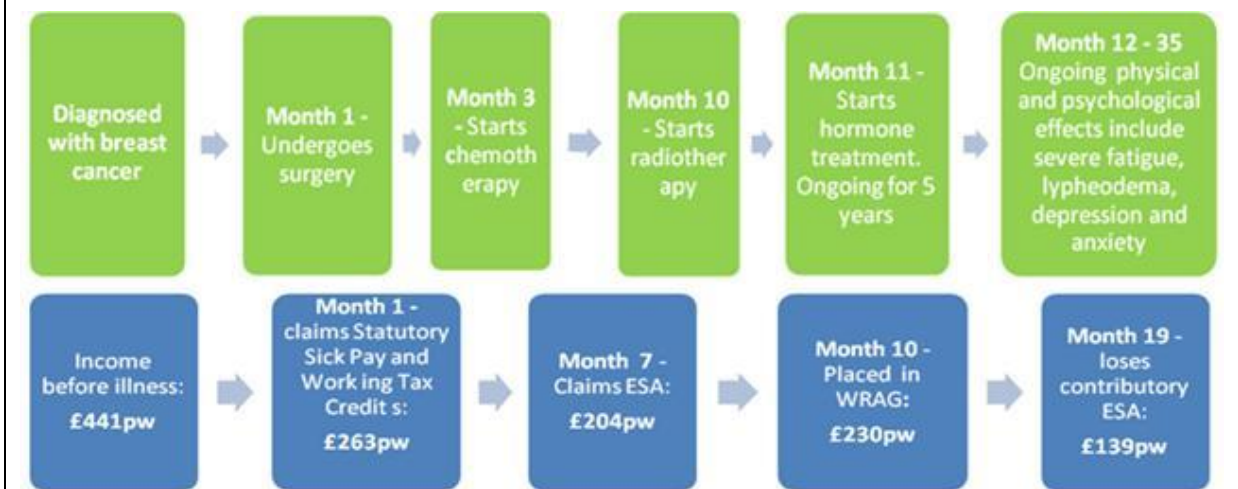 Diagnosed
with breast
cancer
Month 1 -
Undergoes
surgery
Month 3
- Starts
chemoth
erapy
Month 10
- Starts
radiother
apy
Month 11 -
Starts
hormone
treatment.
Ongoing for 5
years
Month 12 - 35
Ongoing physical
and psychological
effects include
severe fatigue,
lypheodema,
depression and
anxiety
Income
before illness:
£441pw
Month 1 -
claims Statutory
Sick Pay and
Work ing Tax
Credit s:
£263pw
Month 7 -
Claims ESA:
£204pw
Month 10 -
Placed in
WRAG:
£230pw
Month 19 -
loses
contributory
ESA:
£139pw